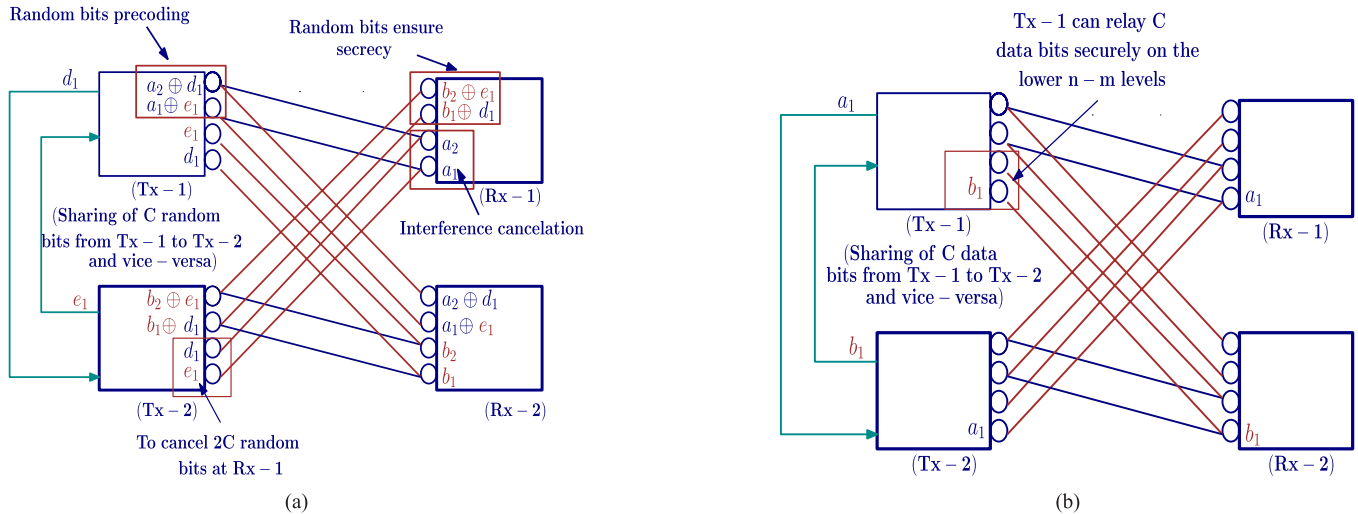 Random bits precoding
Random bits ensure
secrecy
d₁
a₂ ⊕ d₁
a₁⊕ e₁
e₁
d₁
(Tx − 1)
b₂ ⊕ e₁
b₁⊕ d₁
a₂
a₁
(Rx − 1)
Interference cancelation
(Sharing of C random
bits from Tx − 1 to Tx − 2
and vice − versa)
e₁
b₂ ⊕ e₁
b₁⊕ d₁
d₁
e₁
(Tx − 2)
a₂ ⊕ d₁
a₁⊕ e₁
b₂
b₁
(Rx − 2)
To cancel 2C random
bits at Rx − 1
(a)
Tx − 1 can relay C
data bits securely on the
lower n − m levels
a₁
b₁
(Tx − 1)
a₁
(Rx − 1)
(Sharing of C data
bits from Tx − 1 to Tx − 2
and vice − versa)
b₁
a₁
(Tx − 2)
b₁
(Rx − 2)
(b)